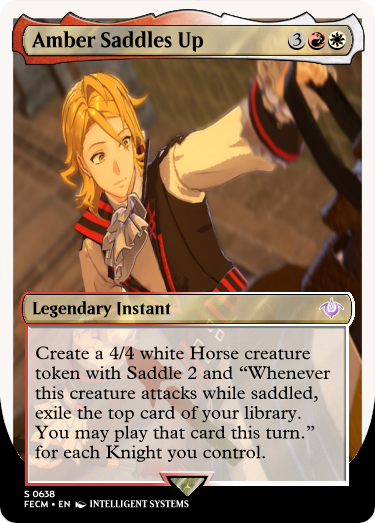 Amber Saddles Up 3
Legendary Instant
Create a 4/4 white Horse creature
token with Saddle 2 and “Whenever
this creature attacks while saddled,
exile the top card of your library.
You may play that card this turn.”
for each Knight you control.
S 0638
FECM • EN INTELLIGENT SYSTEMS